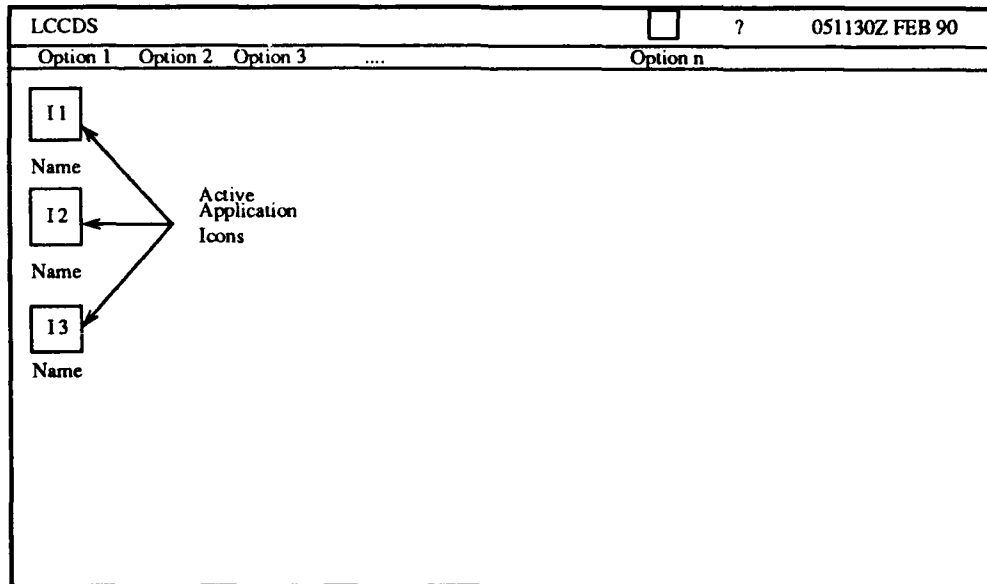 LCCDS ? 051130Z FEB 90
Option 1 Option 2 Option 3 .... Option n
I1
Name
I2
Name
I3
Name
Active
Application
Icons